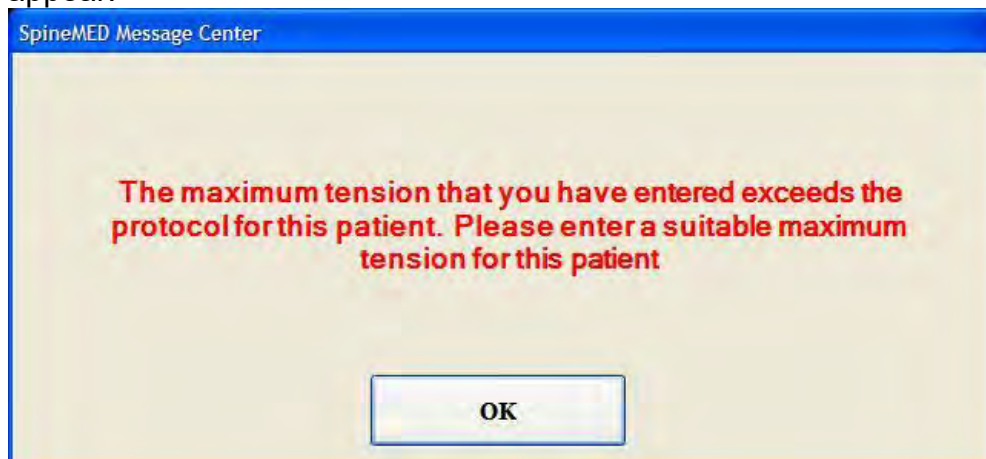 appear.
SpineMED Message Center
The maximum tension that you have entered exceeds the
protocol for this patient. Please enter a suitable maximum
tension for this patient
OK